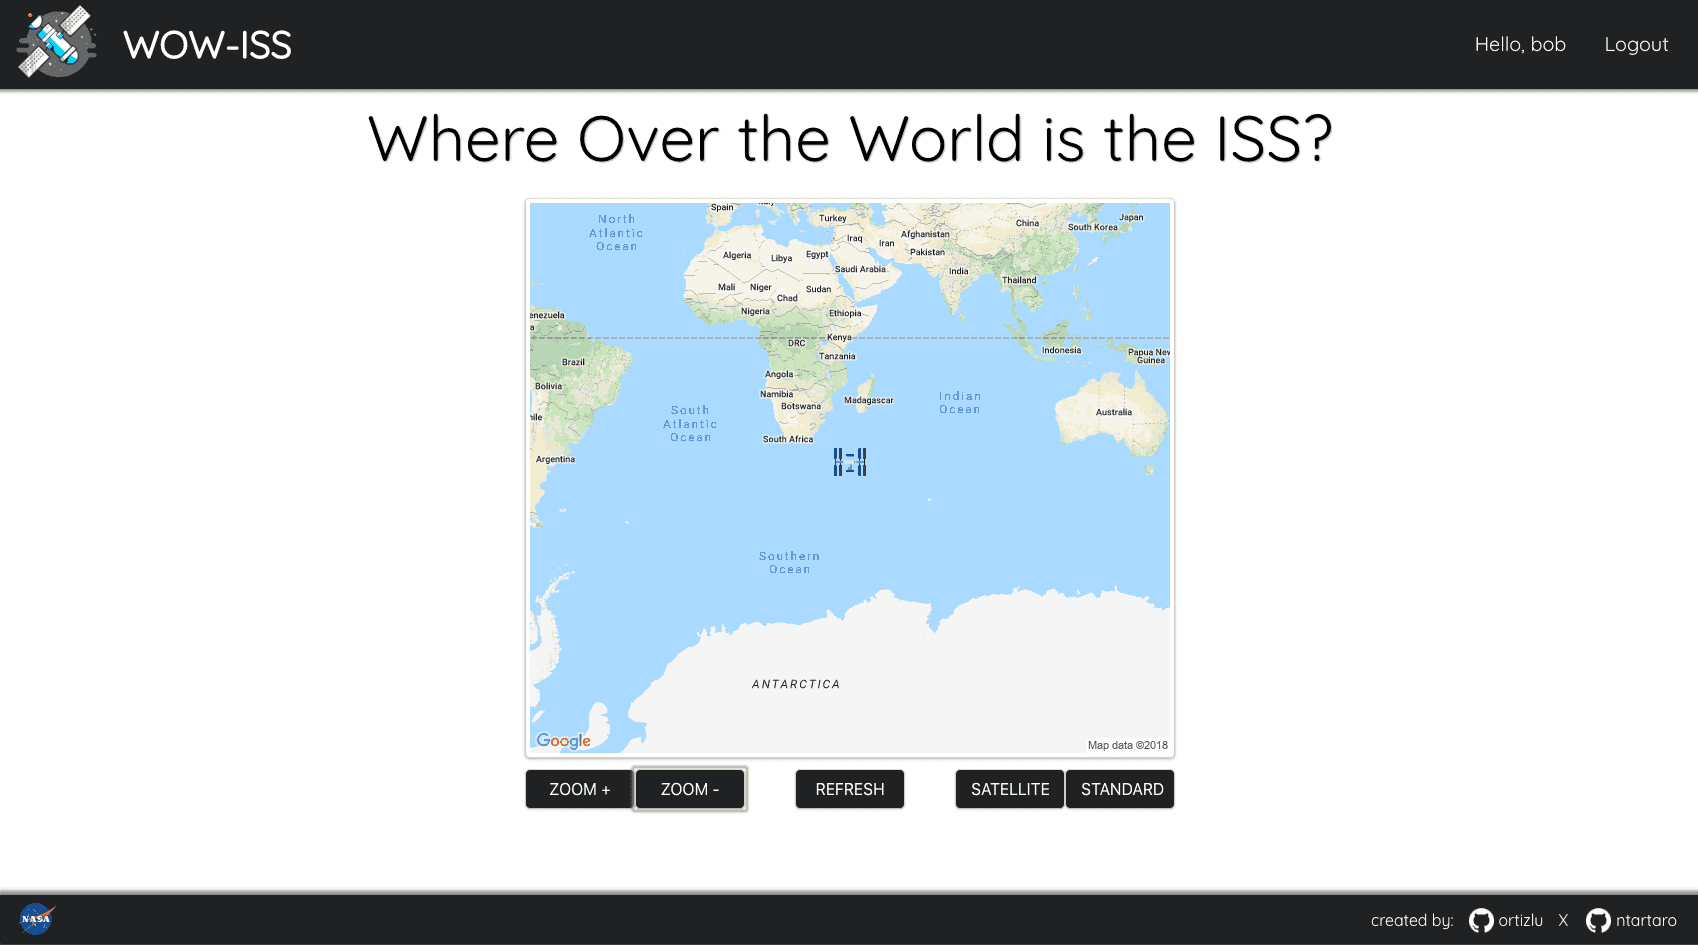 WOW-ISS
Hello, bob
Logout
Where Over the World is the ISS?
North
Atlantic
Ocean
Spain
Turkey
China
Japan
South Korea
Afghanistan
Iraq
Iran
Pakistan
Algeria
Libya
Egypt
Saudi Arabia
India
Thailand
Mali
Niger
Chad
Sudan
Nigeria
Ethiopia
enezuela
Kenya
DRC
Tanzania
Indonesia
Papua New
Guinea
Brazil
Bolivia
Angola
Namibia
Botswana
Madagascar
Indian
Ocean
Australia
South
Atlantic
Ocean
hile
South Africa
Argentina
Southern
Ocean
ANTARCTICA
Google
Map data ©2018
ZOOM +
ZOOM -
REFRESH
SATELLITE
STANDARD
NASA
created by:
ortizlu
X
ntartaro